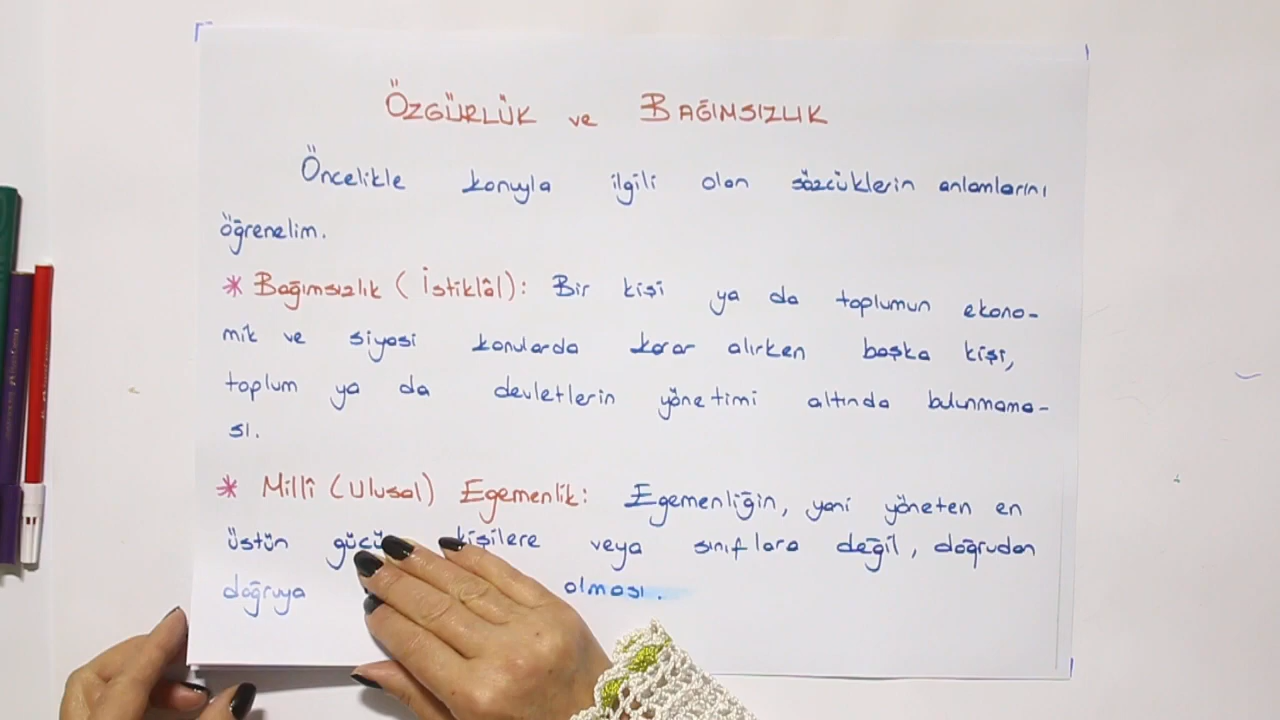 ÖZGÜRLÜK ve BAĞIMSIZLIK
Öncelikle konuyla ilgili olan sözcüklerin anlamlarını
öğrenelim.
* Bağımsızlık (İstiklâl): Bir kişi ya da toplumun ekono-
mik ve siyasi konularda karar alırken başka kişi,
toplum ya da devletlerin yönetimi altında bulunmama-
sı.
* Millî (Ulusal) Egemenlik: Egemenliğin, yani yöneten en
üstün kişilere veya sınıflara değil, doğrudan
doğruya olması.